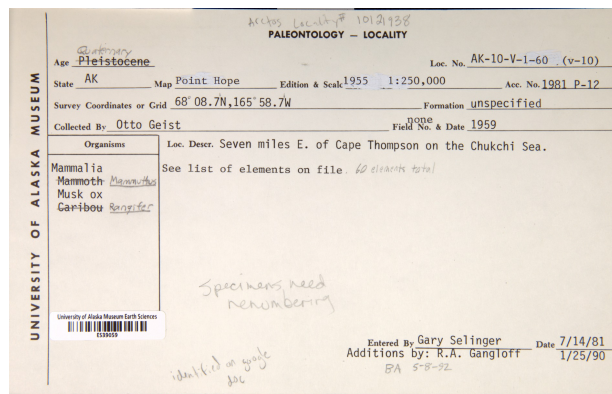 Arctos Locality# 10121938
PALEONTOLOGY — LOCALITY
Quaternary
Age Pleistocene Loc. No. AK-10-V-1-60 (v-10)
State AK Map Point Hope Edition & Scale 1955 1:250,000 Acc. No. 1981 P-12
Survey Coordinates or Grid 68° 08.7N,165° 58.7W Formation unspecified
Collected By Otto Geist Field No. & Date none 1959
Organisms Loc. Descr. Seven miles E. of Cape Thompson on the Chukchi Sea.
Mammalia See list of elements on file. 60 elements total
Mammoth Mammuthus
Musk ox
Caribou Rangifer
UNIVERSITY OF ALASKA MUSEUM
Specimens need
renumbering
University of Alaska Museum Earth Sciences
ES39059
Entered By Gary Selinger Date 7/14/81
Additions by: R.A. Gangloff 1/25/90
BA 5-8-92
identified on google
doc